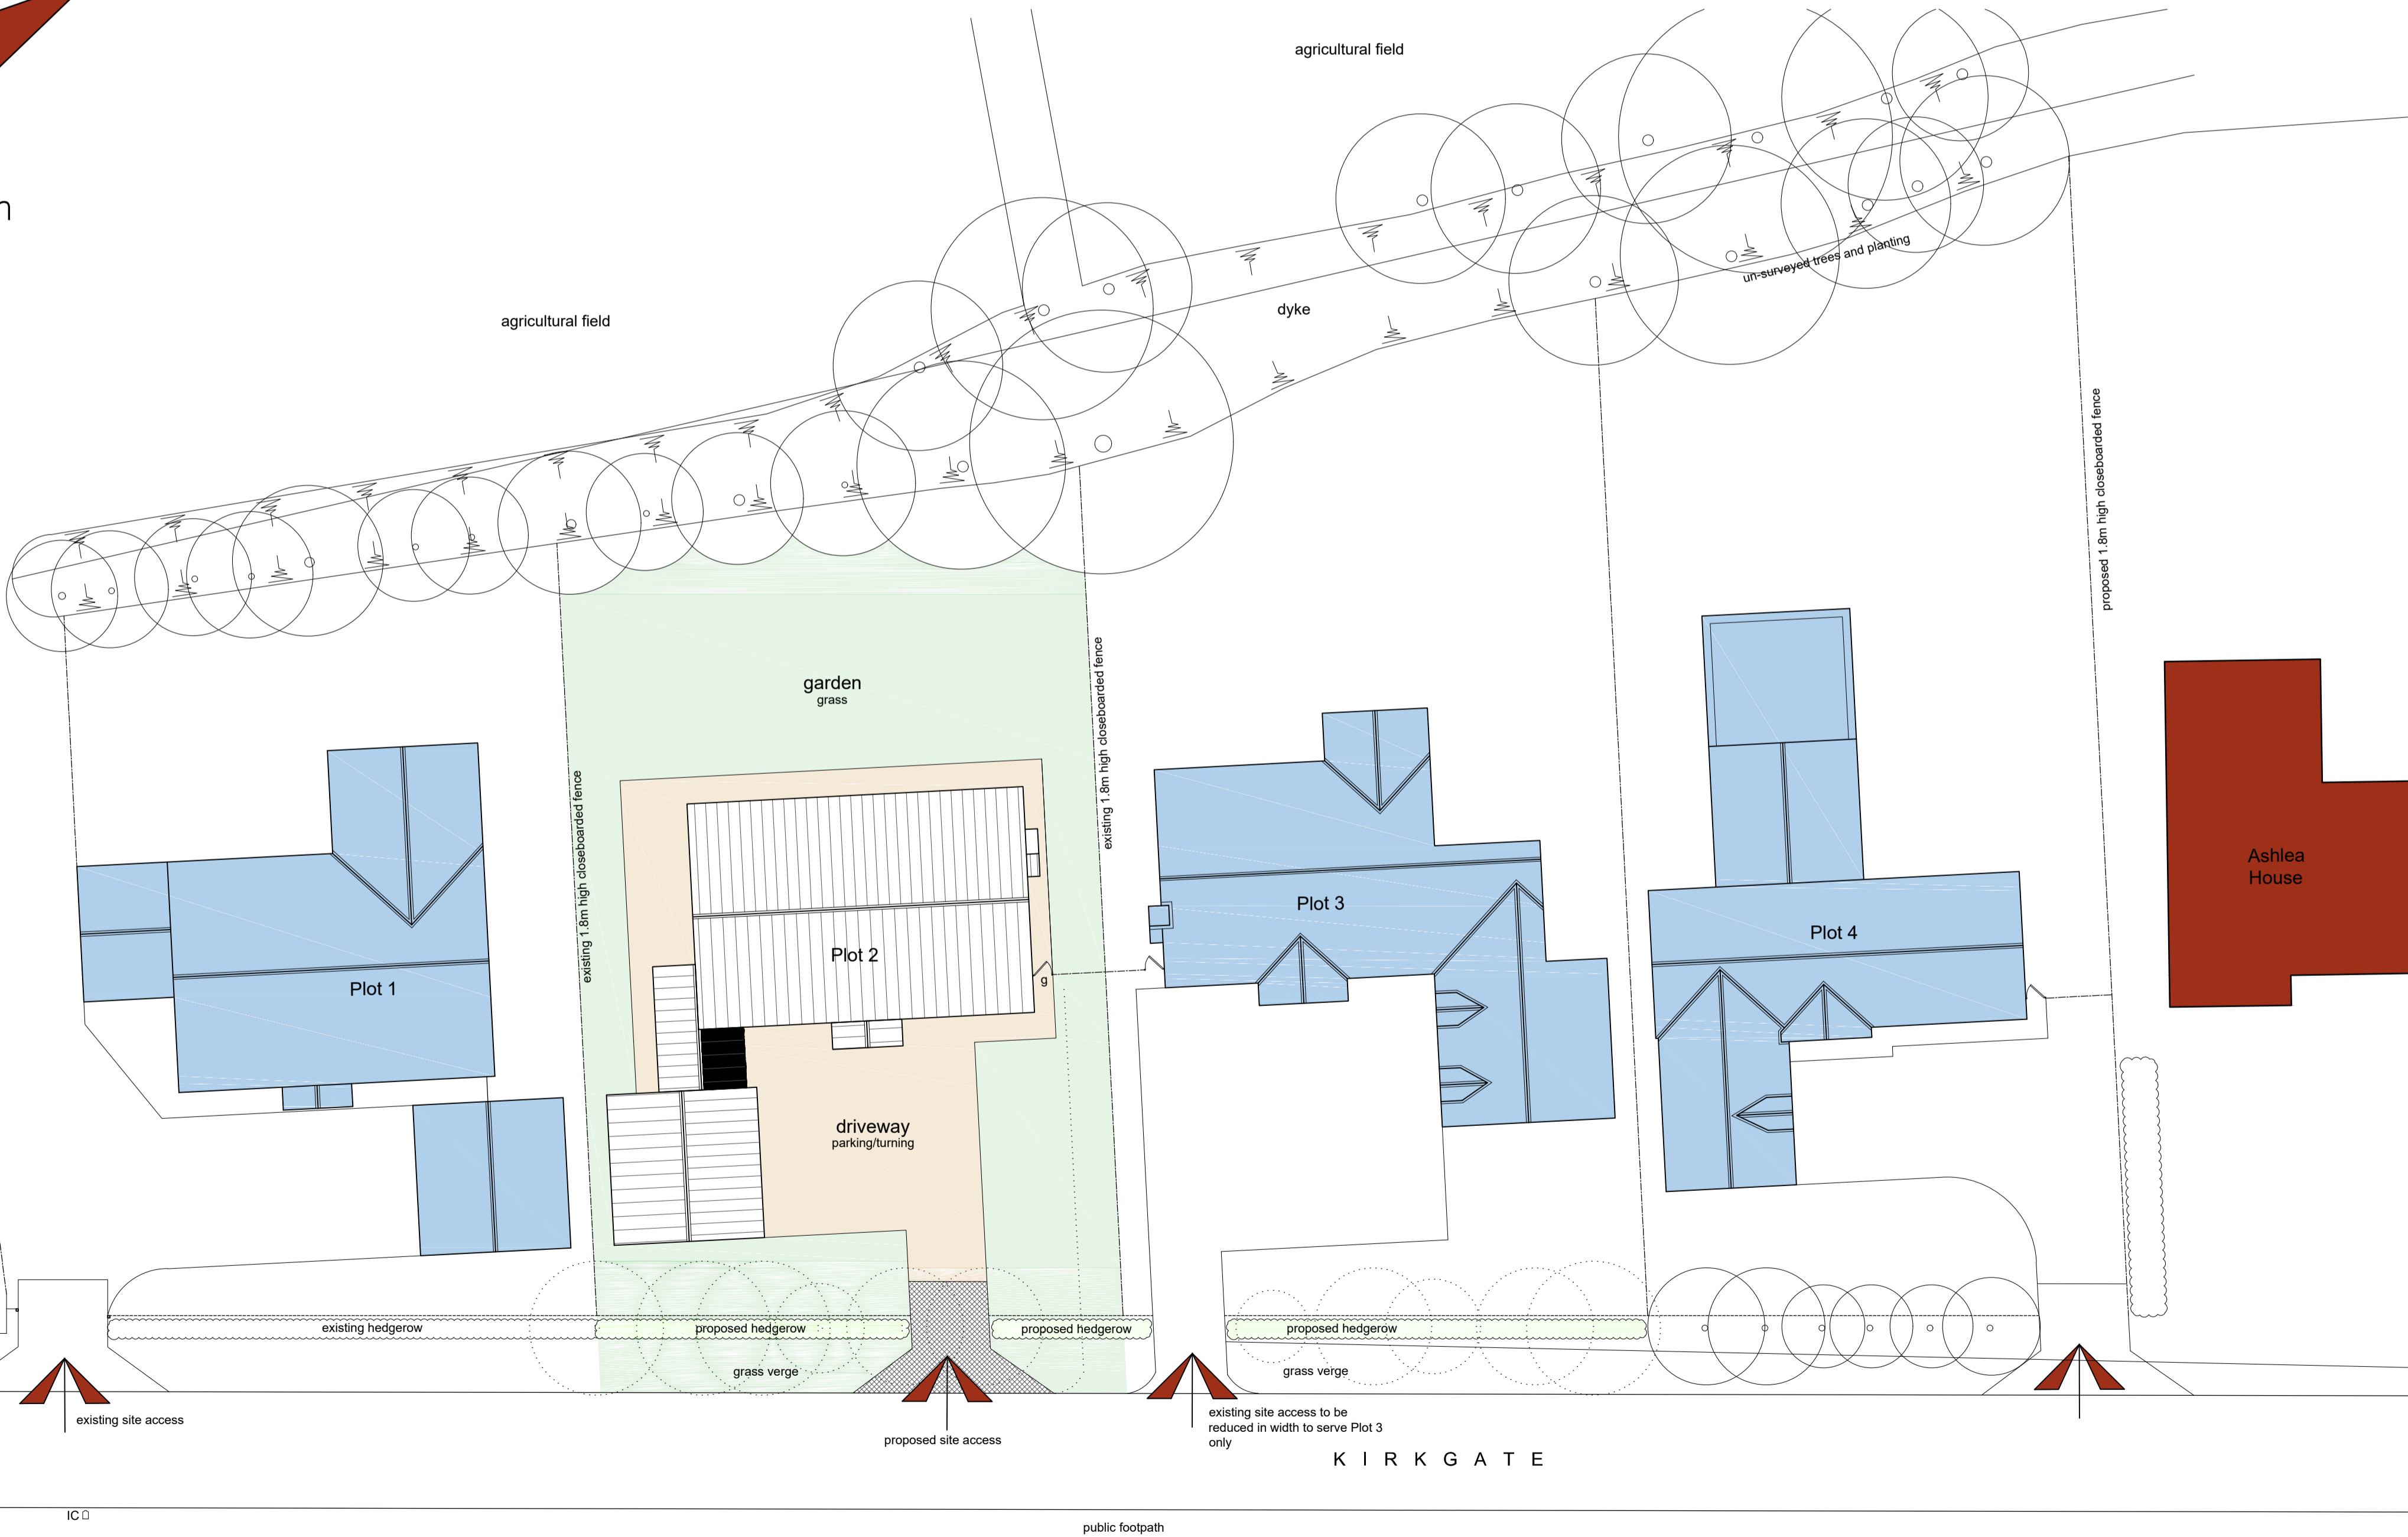 agricultural field
n
agricultural field
dyke
un-surveyed trees and planting
proposed 1.8m high closeboarded fence
garden
grass
existing 1.8m high closeboarded fence
existing 1.8m high closeboarded fence
Ashlea
House
Plot 1
Plot 2
Plot 3
Plot 4
g
driveway
parking/turning
existing hedgerow
proposed hedgerow
proposed hedgerow
proposed hedgerow
grass verge
grass verge
existing site access
proposed site access
existing site access to be
reduced in width to serve Plot 3
only
KIRKGATE
IC
public footpath